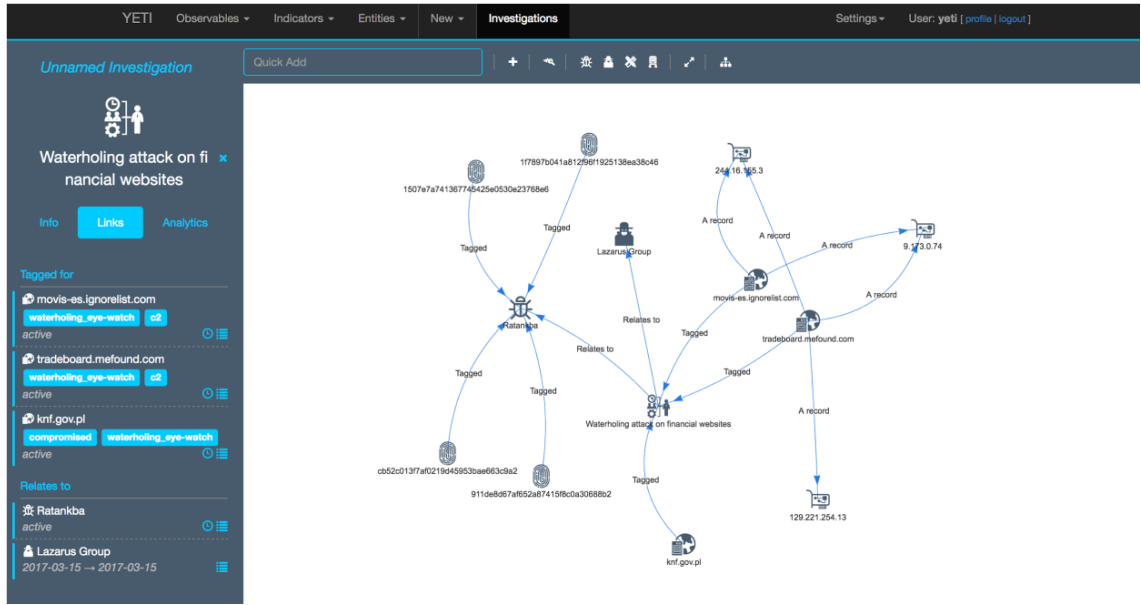 YETI Observables Indicators Entities New Investigations Settings User: yeti [ profile | logout ]
Unnamed Investigation
Quick Add
Waterholing attack on fi
nancial websites
Info Links Analytics
Tagged for
movis-es.ignorelist.com
waterholing_eye-watch c2
active
tradeboard.mefound.com
waterholing_eye-watch c2
active
knf.gov.pl
compromised waterholing_eye-watch
active
Relates to
Ratankba
active
Lazarus Group
2017-03-15 → 2017-03-15
1f7897b041a812f96f1925138ea38c46
1507e7a741367745425e0530e23768e6
244.16.155.3
Tagged
A record
A record
Tagged
Lazarus Group
A record
9.173.0.74
movis-es.ignorelist.com
A record
Ratankba
Relates to
Tagged
tradeboard.mefound.com
Relates to
Tagged
Tagged
Tagged
A record
Waterholing attack on financial websites
cb52c013f7af0219d45953bae663c9a2
Tagged
911de8d67af652a87415f8c0a30688b2
129.221.254.13
knf.gov.pl